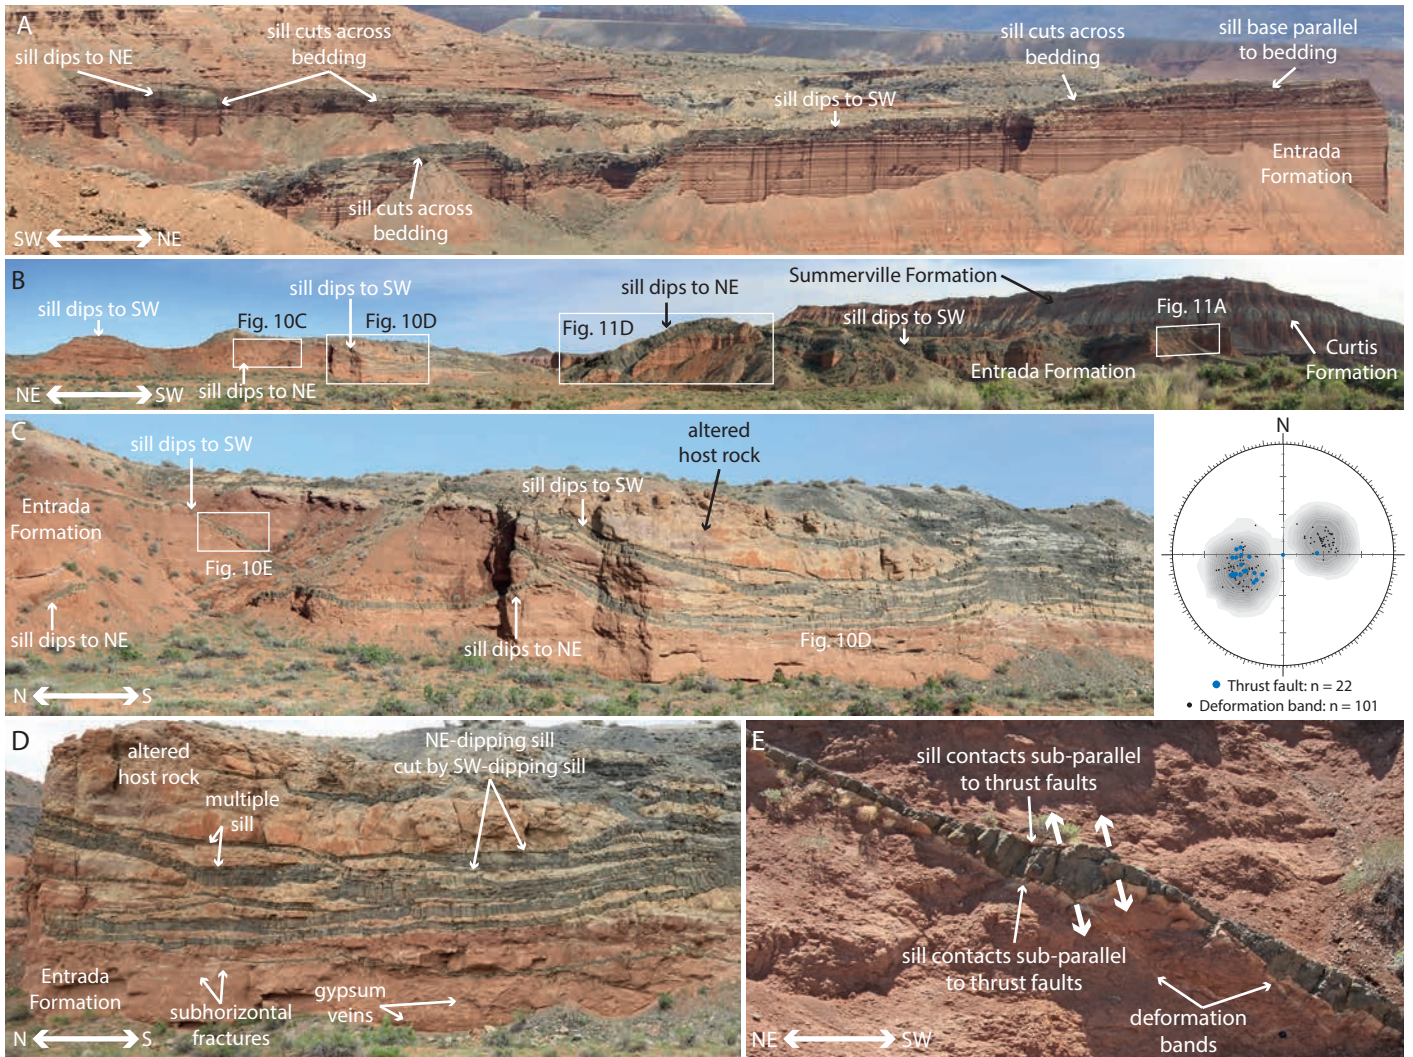 A
sill dips to NE
sill cuts across
bedding
sill cuts across
bedding
sill base parallel
to bedding
sill dips to SW
Entrada
Formation
sill cuts across
bedding
SW
NE
B
sill dips to SW
Fig. 10C
sill dips to NE
sill dips to SW
Fig. 10D
Fig. 11D
sill dips to NE
Summerville Formation
sill dips to SW
Fig. 11A
Entrada Formation
Curtis
Formation
NE
SW
C
sill dips to SW
Entrada
Formation
Fig. 10E
sill dips to NE
sill dips to SW
altered
host rock
sill dips to NE
Fig. 10D
N
S
N
Thrust fault: n = 22
Deformation band: n = 101
D
altered
host rock
multiple
sill
NE-dipping sill
cut by SW-dipping sill
Entrada
Formation
subhorizontal
fractures
gypsum
veins
N
S
E
sill contacts sub-parallel
to thrust faults
sill contacts sub-parallel
to thrust faults
deformation
bands
NE
SW